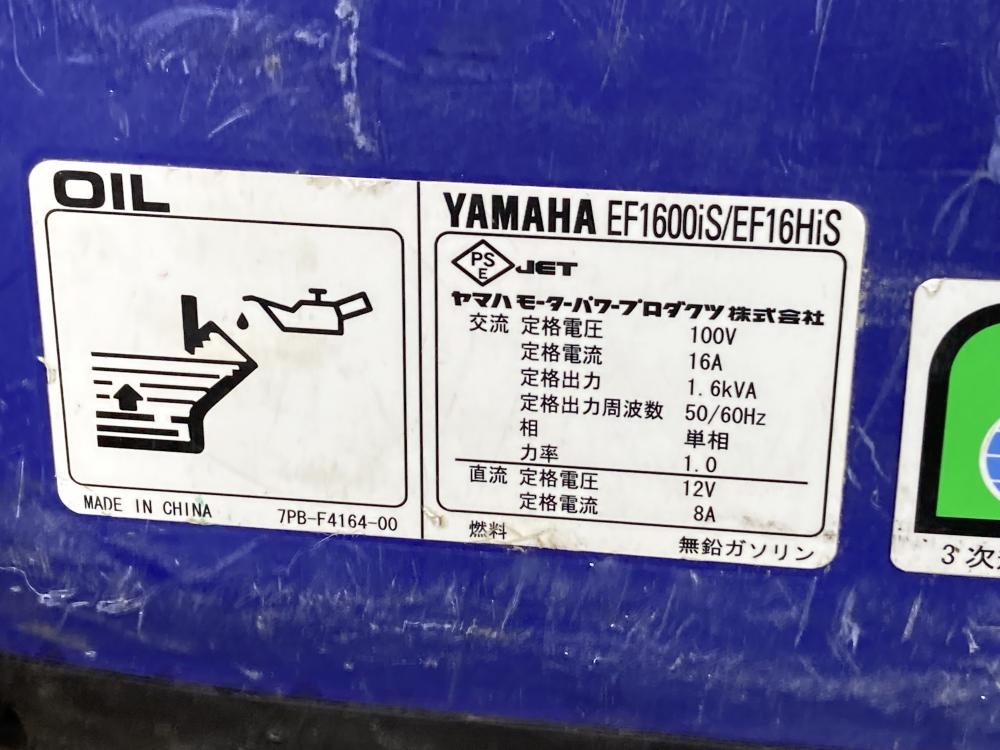 OIL
MADE IN CHINA 7PB-F4164-00
YAMAHA EF1600iS/EF16HiS
PS E JET
ヤマハ モーターパワープロダクツ株式会社
交流 定格電圧 100V
定格電流 16A
定格出力 1.6kVA
定格出力周波数 50/60Hz
相 単相
力率 1.0
直流 定格電圧 12V
定格電流 8A
燃料 無鉛ガソリン
3次